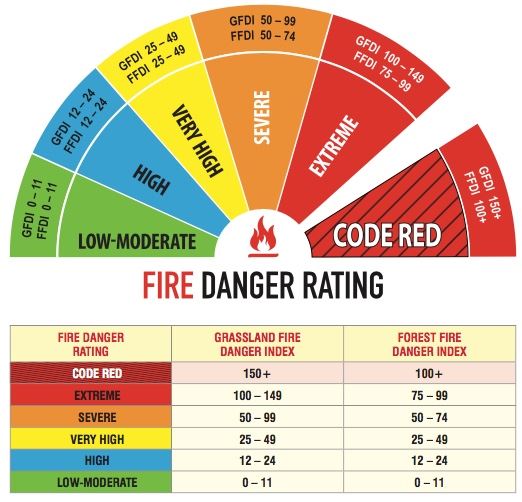 GFDI 0 – 11
FFDI 0 – 11
LOW-MODERATE
GFDI 12 – 24
FFDI 12 – 24
HIGH
GFDI 25 – 49
FFDI 25 – 49
VERY HIGH
GFDI 50 – 99
FFDI 50 – 74
SEVERE
GFDI 100 – 149
FFDI 75 – 99
EXTREME
GFDI 150+
FFDI 100+
CODE RED
FIRE DANGER RATING
FIRE DANGER
RATING
GRASSLAND FIRE
DANGER INDEX
FOREST FIRE
DANGER INDEX
CODE RED 150+ 100+
EXTREME 100 – 149 75 – 99
SEVERE 50 – 99 50 – 74
VERY HIGH 25 – 49 25 – 49
HIGH 12 – 24 12 – 24
LOW-MODERATE 0 – 11 0 – 11